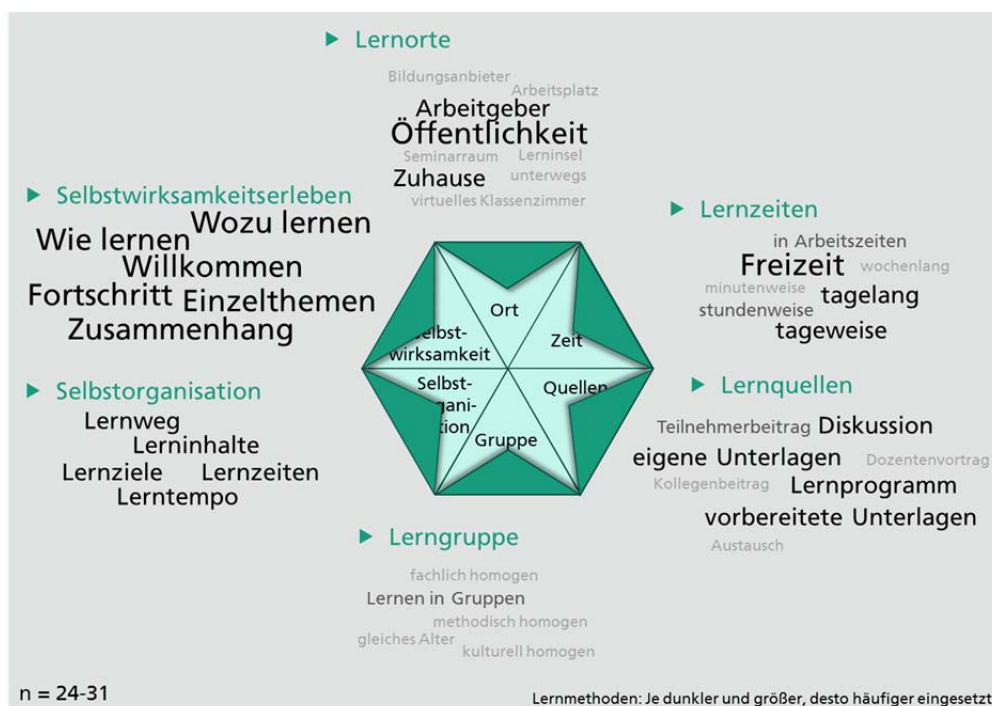 ▶ Lernorte
Bildungsanbieter
Arbeitsplatz
Arbeitgeber
Öffentlichkeit
Seminarraum Lerninsel
Zuhause unterwegs
virtuelles Klassenzimmer
▶ Selbstwirksamkeitserleben
Wozu lernen
Wie lernen
Willkommen
Fortschritt Einzelthemen
Zusammenhang
▶ Lernzeiten
in Arbeitszeiten
Freizeit wochenlang
minutenweise
tagelang
stundenweise
tageweise
Ort
Zeit
Quellen
Gruppe
wirksamkeit
Selbst-
▶ Selbstorganisation
Lernweg
Lerninhalte
Lernziele Lernzeiten
Lerntempo
▶ Lernquellen
Teilnehmerbeitrag Diskussion
eigene Unterlagen Dozentenvortrag
Kollegenbeitrag Lernprogramm
vorbereitete Unterlagen
Austausch
▶ Lerngruppe
fachlich homogen
Lernen in Gruppen
methodisch homogen
gleiches Alter
kulturell homogen
n = 24-31
Lernmethoden: Je dunkler und größer, desto häufiger eingesetzt